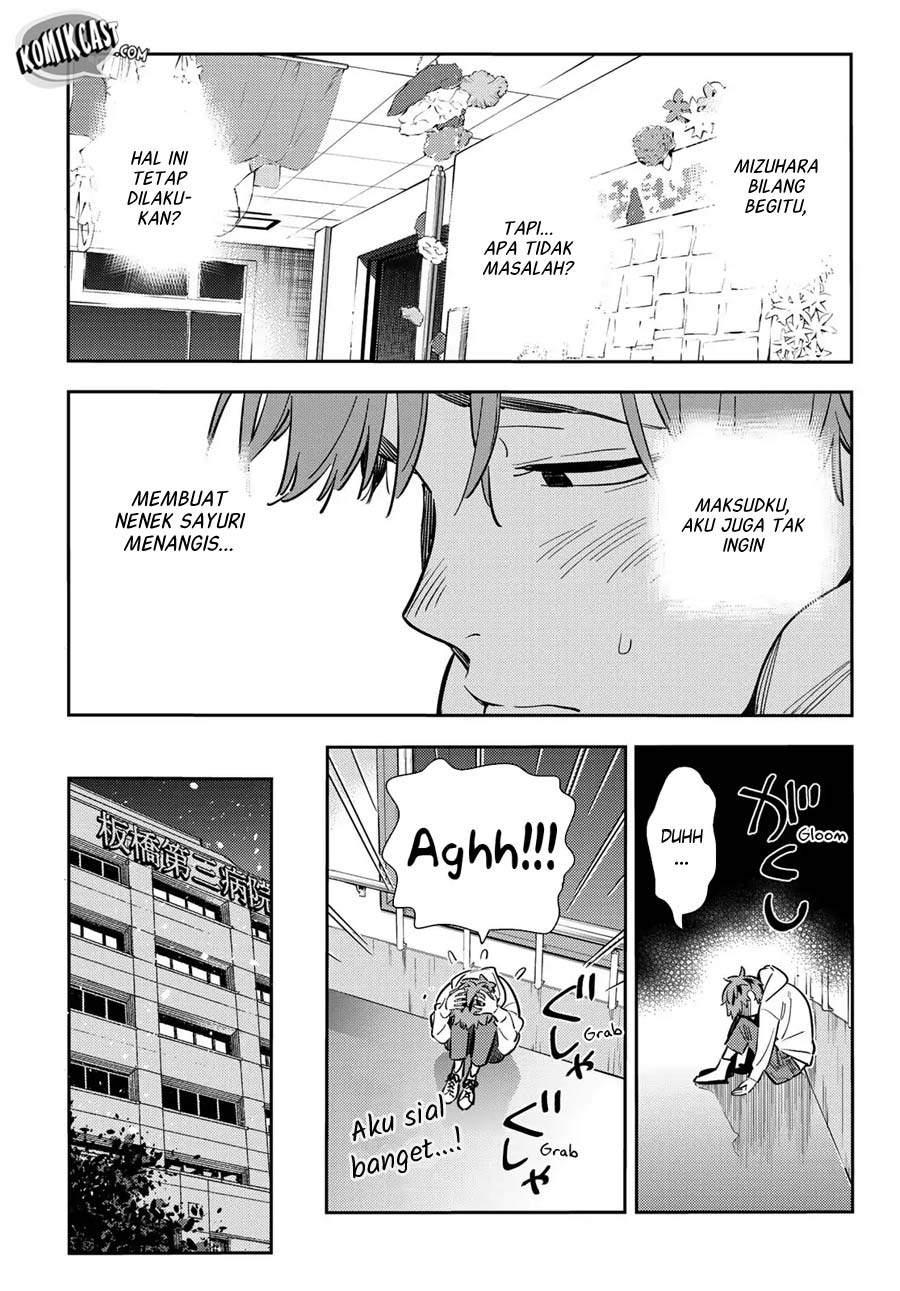 KOMIKCAST.COM
MIZUHARA
BILANG
BEGITU,
TAPI...
APA TIDAK
MASALAH?
HAL INI
TETAP
DILAKU-
KAN?
MAKSUDKU,
AKU JUGA TAK
INGIN
MEMBUAT
NENEK SAYURI
MENANGIS...
DUHH
...
がくっ
Gloom
Aghh!!!
ぐしゃ
Grab
ぐしゃ
Grab
Aku sial
banget...!
板橋第三病院